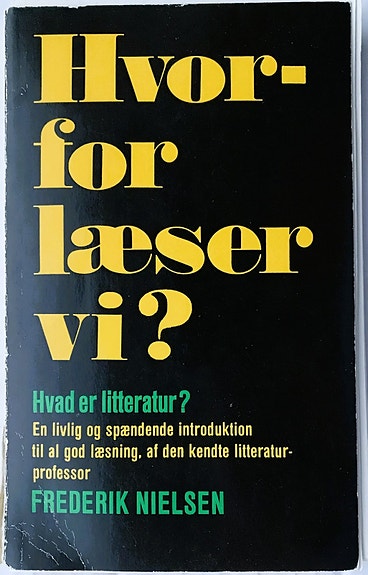 Hvor-
for
læser
vi?
Hvad er litteratur?
En livlig og spændende introduktion
til al god læsning, af den kendte litteratur-
professor
FREDERIK NIELSEN